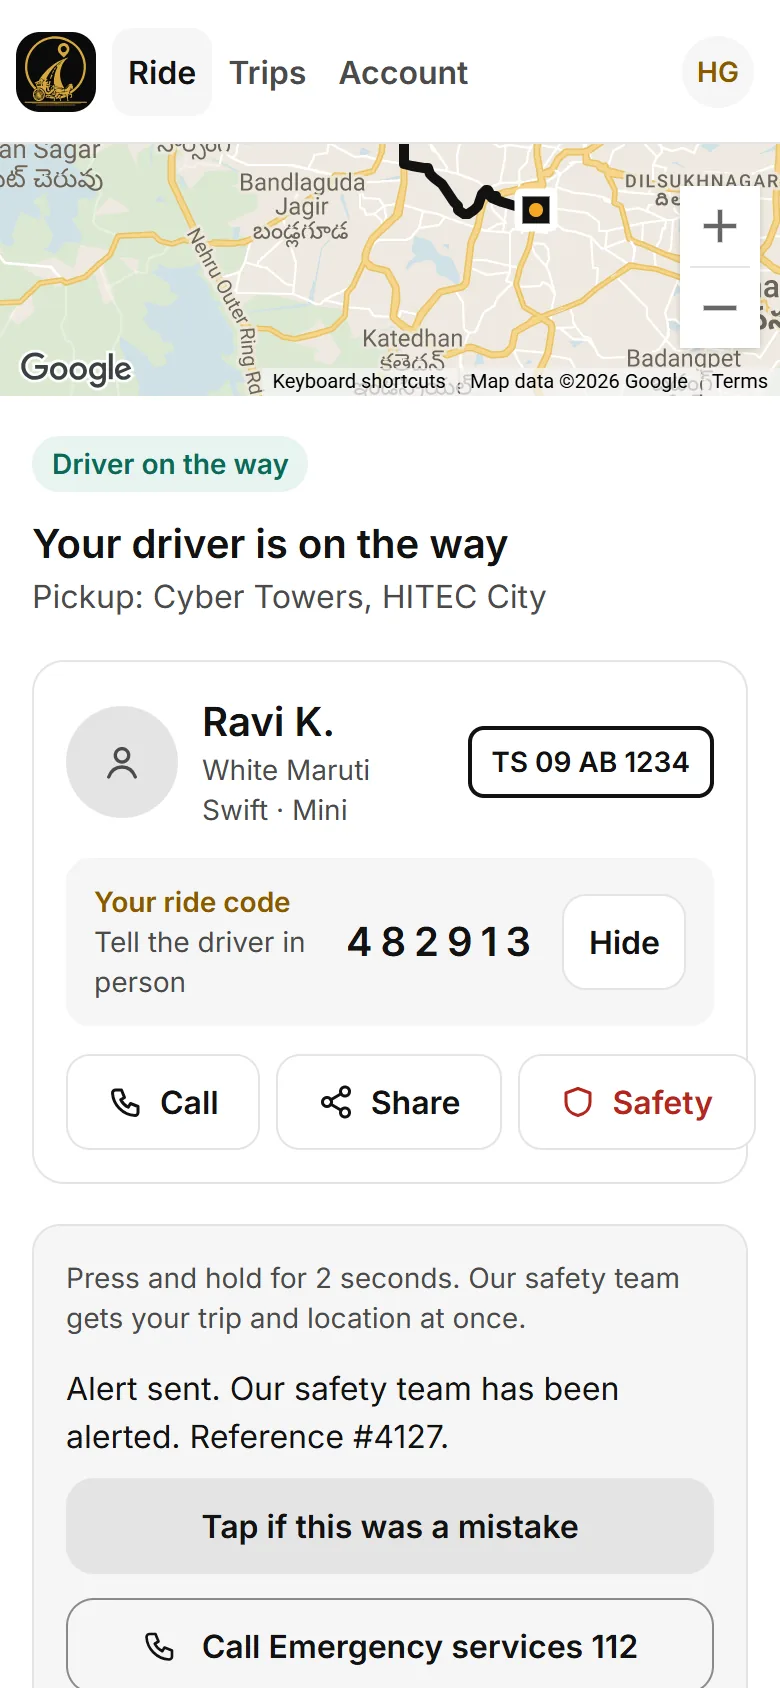 Ride Trips Account HG
an Sagar
Bandlaguda
Jagir
బండ్లగూడ
DILSUKHNAGAR
Nehru Outer Ring Rd
Katedhan
కతెదన్
Badangpet
Google
Keyboard shortcuts Map data ©2026 Google Terms
Driver on the way
Your driver is on the way
Pickup: Cyber Towers, HITEC City
Ravi K.
White Maruti
Swift · Mini
TS 09 AB 1234
Your ride code
Tell the driver in
person
482913
Hide
Call Share Safety
Press and hold for 2 seconds. Our safety team
gets your trip and location at once.
Alert sent. Our safety team has been
alerted. Reference #4127.
Tap if this was a mistake
Call Emergency services 112